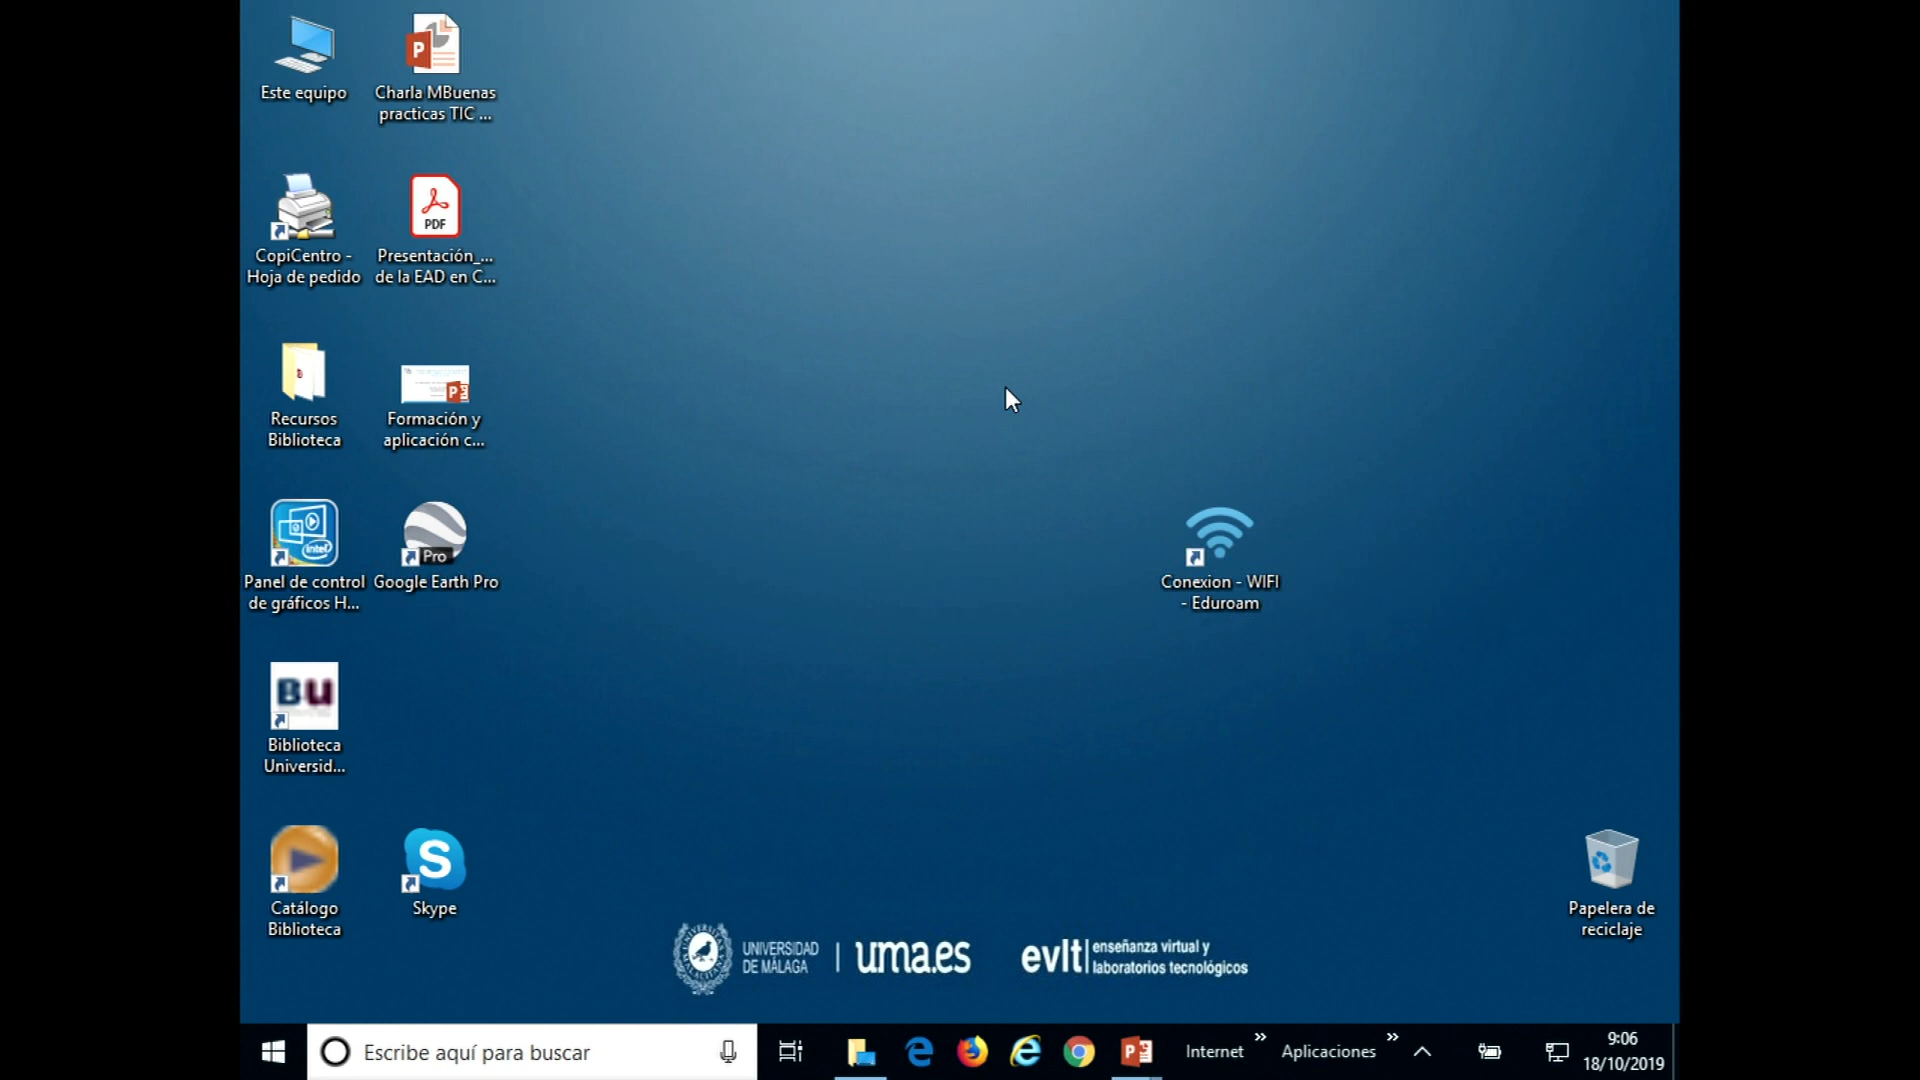 Este equipo
Charla MBuenas
practicas TIC ...
CopiCentro -
Hoja de pedido
PDF
Presentación_...
de la EAD en C...
Recursos
Biblioteca
Formación y
aplicación c...
intel
Panel de control
de gráficos H...
Pro
Google Earth Pro
Conexion - WIFI
- Eduroam
BU
Biblioteca
Universid...
Catálogo
Biblioteca
Skype
Papelera de
reciclaje
UNIVERSIDAD
DE MÁLAGA
uma.es
evlt
enseñanza virtual y
laboratorios tecnológicos
Escribe aquí para buscar
Internet
Aplicaciones
9:06
18/10/2019